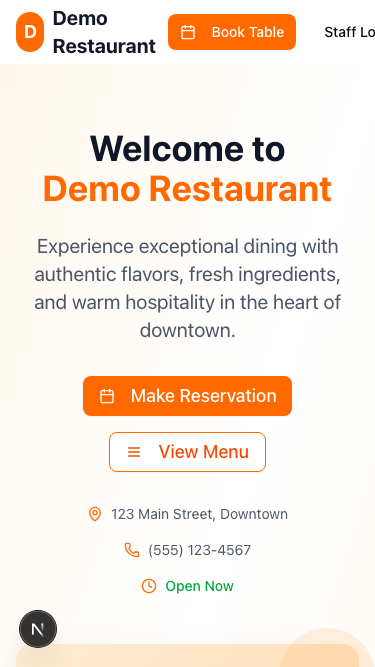 D
Demo
Restaurant
Book Table
Staff Lo
Welcome to
Demo Restaurant
Experience exceptional dining with
authentic flavors, fresh ingredients,
and warm hospitality in the heart of
downtown.
Make Reservation
View Menu
123 Main Street, Downtown
(555) 123-4567
Open Now
N